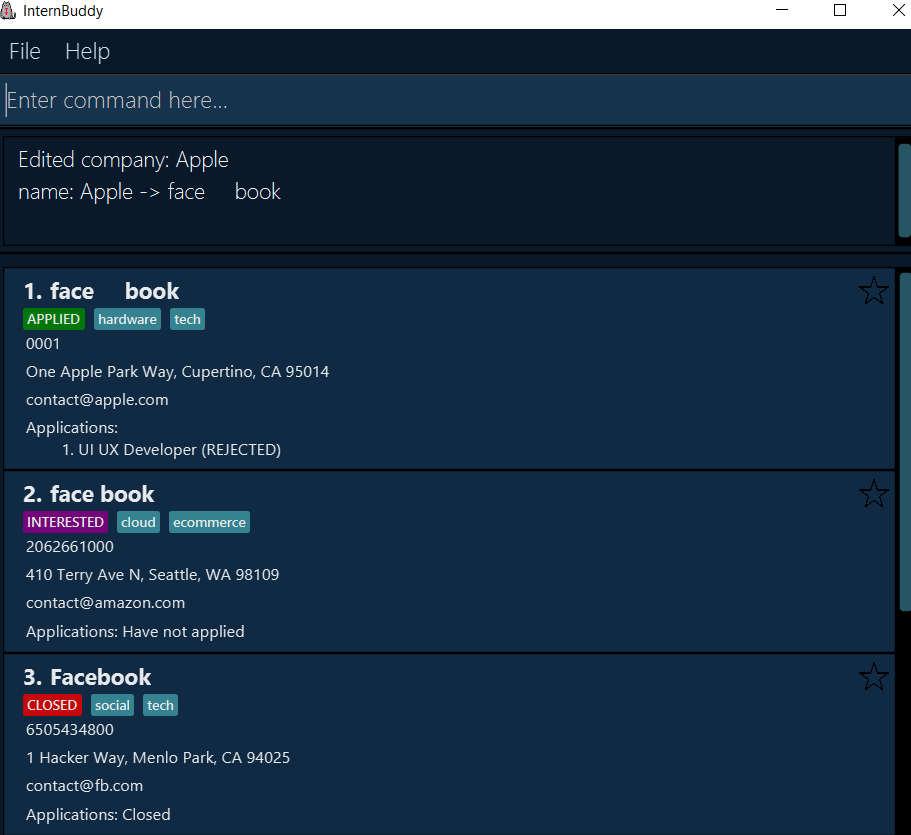 InternBuddy
File Help
Enter command here...
Edited company: Apple
name: Apple -> face     book
1. face     book
APPLIED hardware tech
0001
One Apple Park Way, Cupertino, CA 95014
contact@apple.com
Applications:
1. UI UX Developer (REJECTED)
2. face book
INTERESTED cloud ecommerce
2062661000
410 Terry Ave N, Seattle, WA 98109
contact@amazon.com
Applications: Have not applied
3. Facebook
CLOSED social tech
6505434800
1 Hacker Way, Menlo Park, CA 94025
contact@fb.com
Applications: Closed